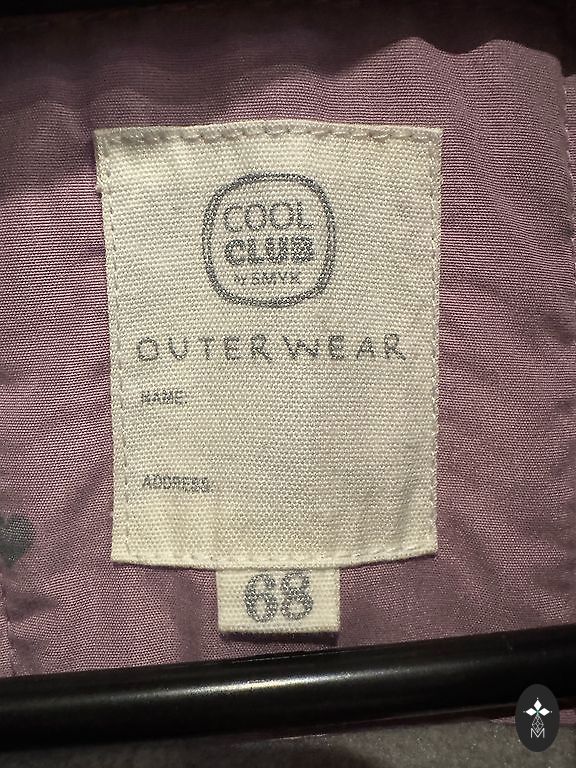 COOL
CLUB
by SMYK
OUTERWEAR
NAME:
ADDRESS:
68
M